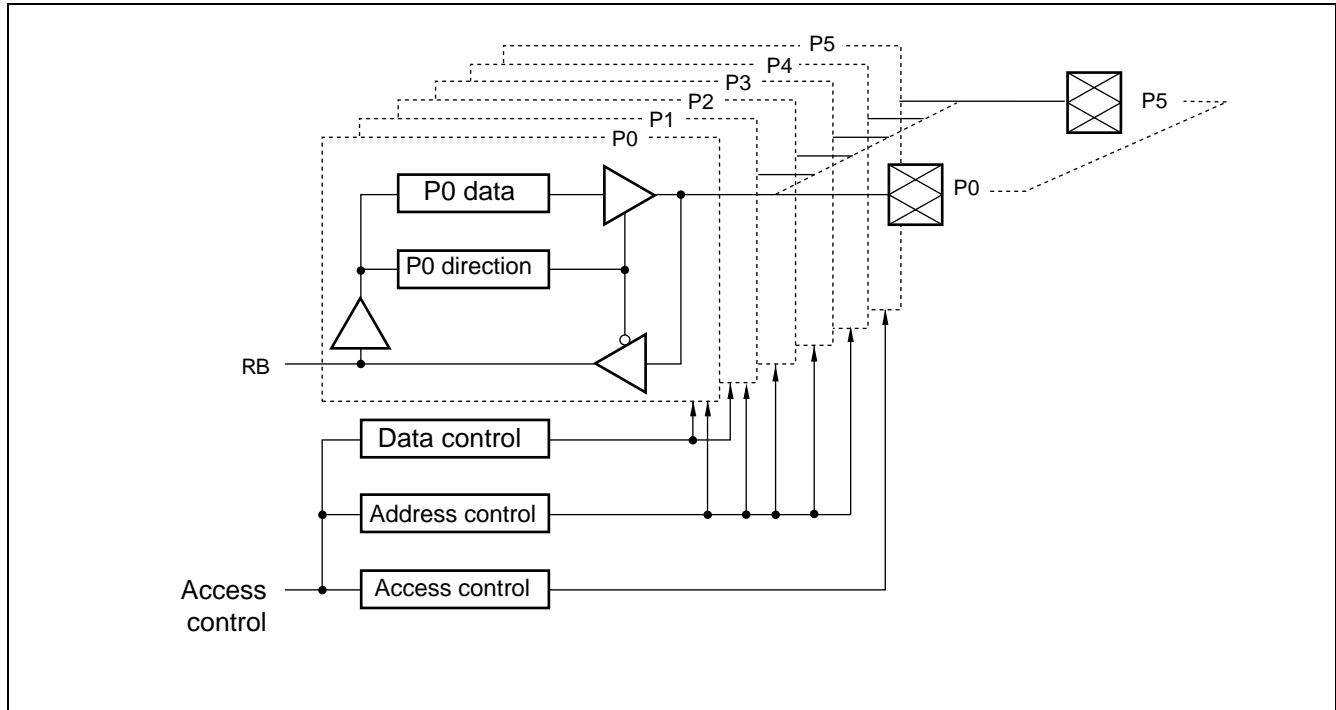 P5
P4
P3
P2
P1
P0
P5
P0
P0 data
P0 direction
RB
Data control
Address control
Access control
Access
control